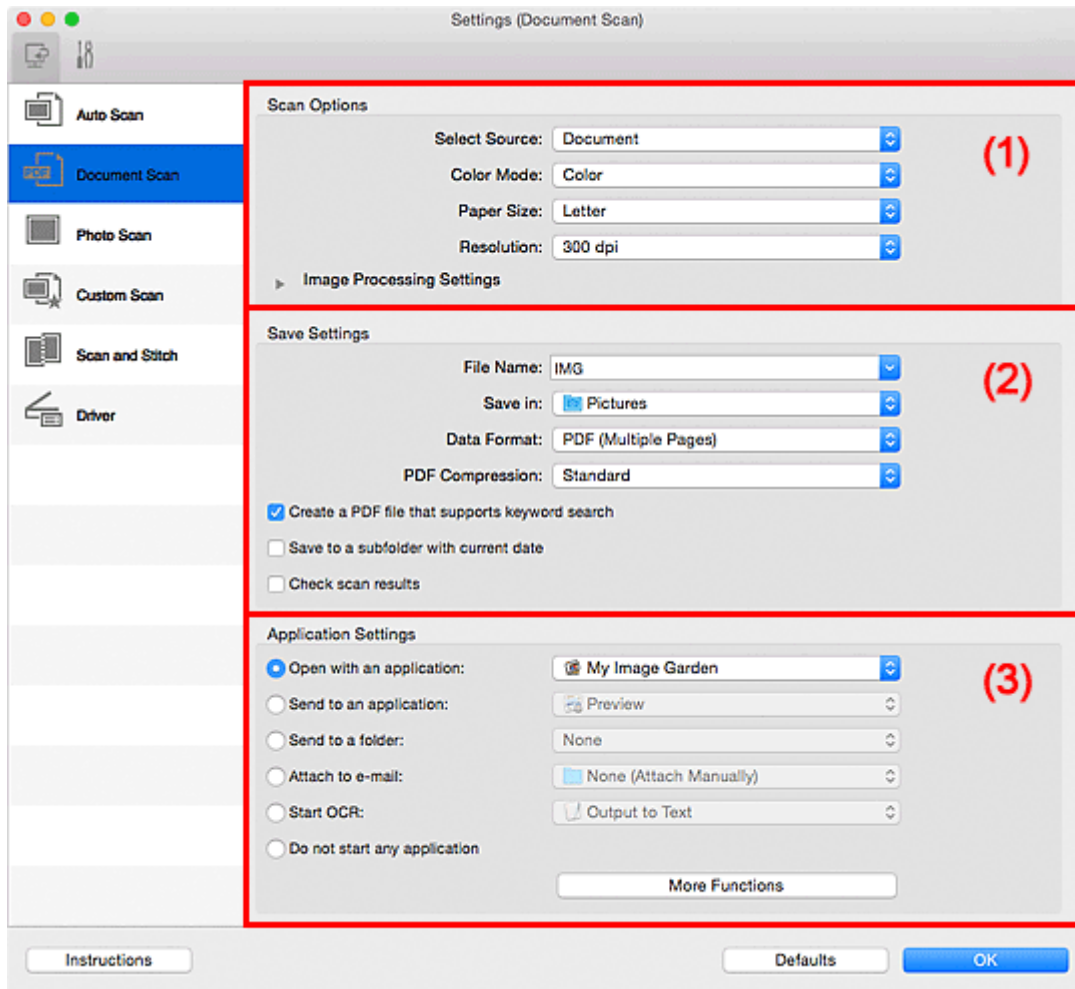 Settings (Document Scan)
Auto Scan
PDF Document Scan
Photo Scan
Custom Scan
Scan and Stitch
Driver
Scan Options
(1)
Select Source: Document
Color Mode: Color
Paper Size: Letter
Resolution: 300 dpi
Image Processing Settings
Save Settings
(2)
File Name: IMG
Save in: Pictures
Data Format: PDF (Multiple Pages)
PDF Compression: Standard
Create a PDF file that supports keyword search
Save to a subfolder with current date
Check scan results
Application Settings
(3)
Open with an application: My Image Garden
Send to an application: Preview
Send to a folder: None
Attach to e-mail: None (Attach Manually)
Start OCR: Output to Text
Do not start any application
More Functions
Instructions Defaults OK